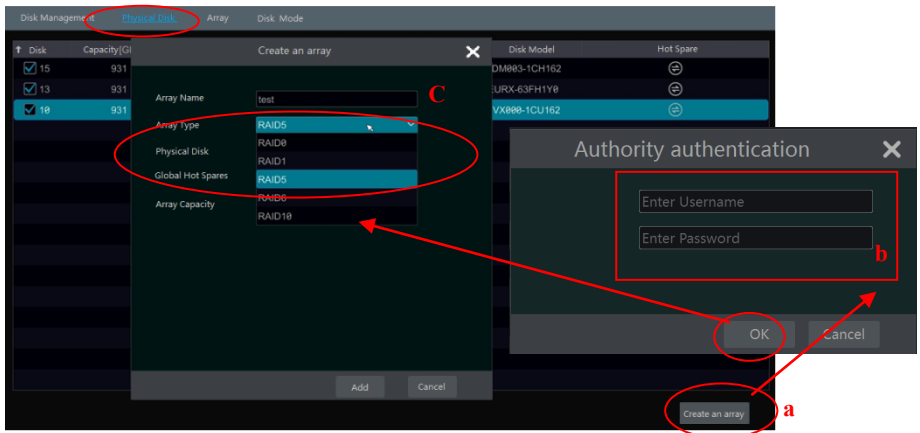 Disk Management Physical Disk Array Disk Mode
↑ Disk Capacity(GB Create an array Disk Model Hot Spare
15 931 DM003-1CH162
13 931 EURX-63FH1Y0
10 931 VX000-1CU162
Array Name test C
Array Type RAID5
RAID0
Physical Disk
RAID1
Global Hot Spares RAID5
RAID6
Array Capacity
RAID10
Add Cancel
Create an array a
Authority authentication
Enter Username
Enter Password
b
OK Cancel